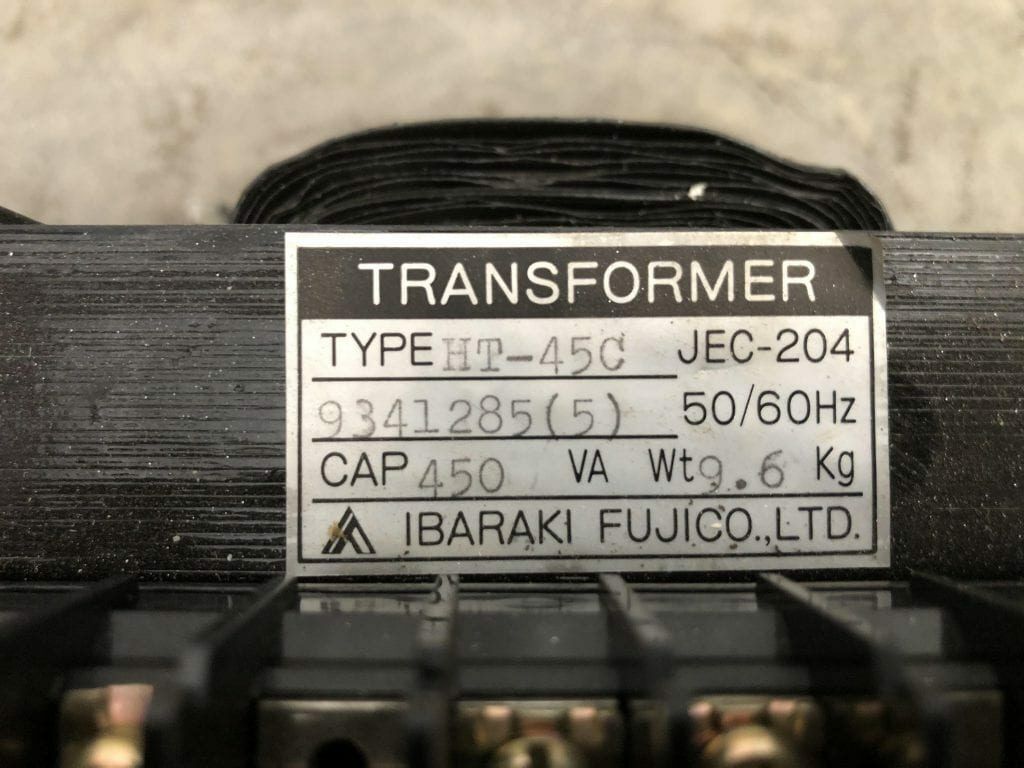 TRANSFORMER
TYPE HT-45C JEC-204
9341285(5) 50/60Hz
CAP 450 VA Wt 9.6 Kg
IBARAKI FUJICO.,LTD.